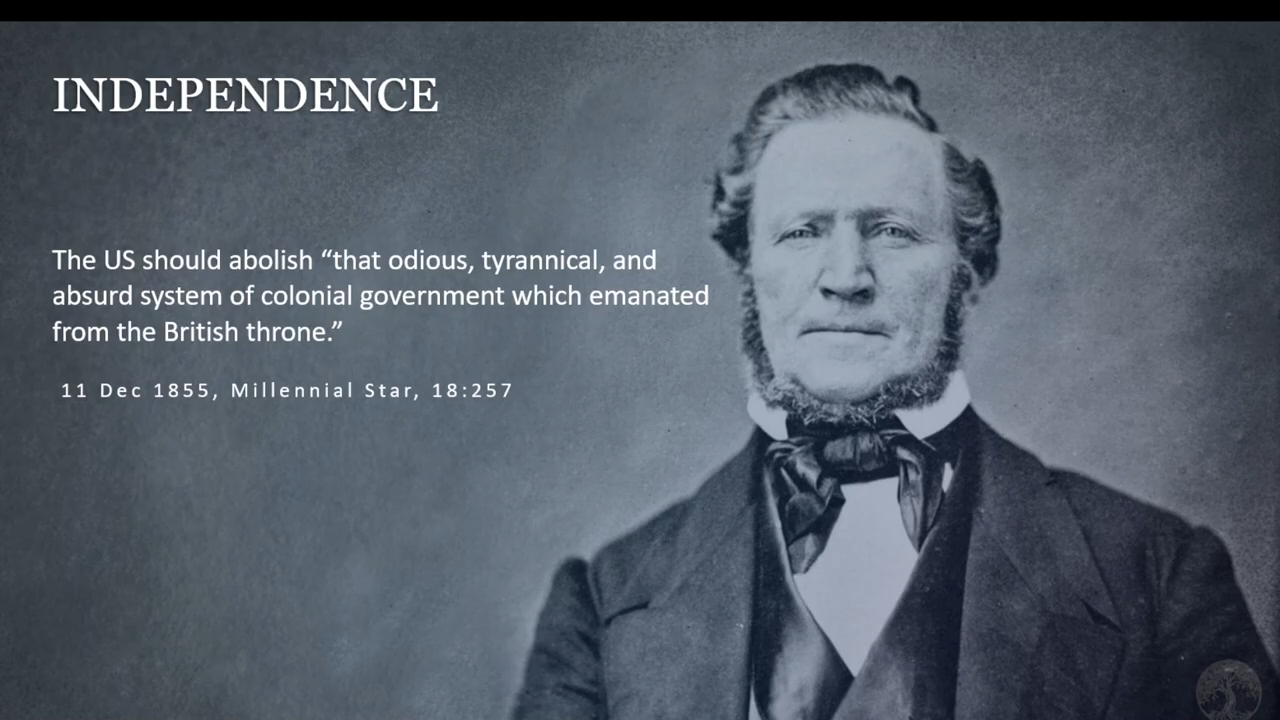 INDEPENDENCE
The US should abolish “that odious, tyrannical, and
absurd system of colonial government which emanated
from the British throne.”
11 Dec 1855, Millennial Star, 18:257